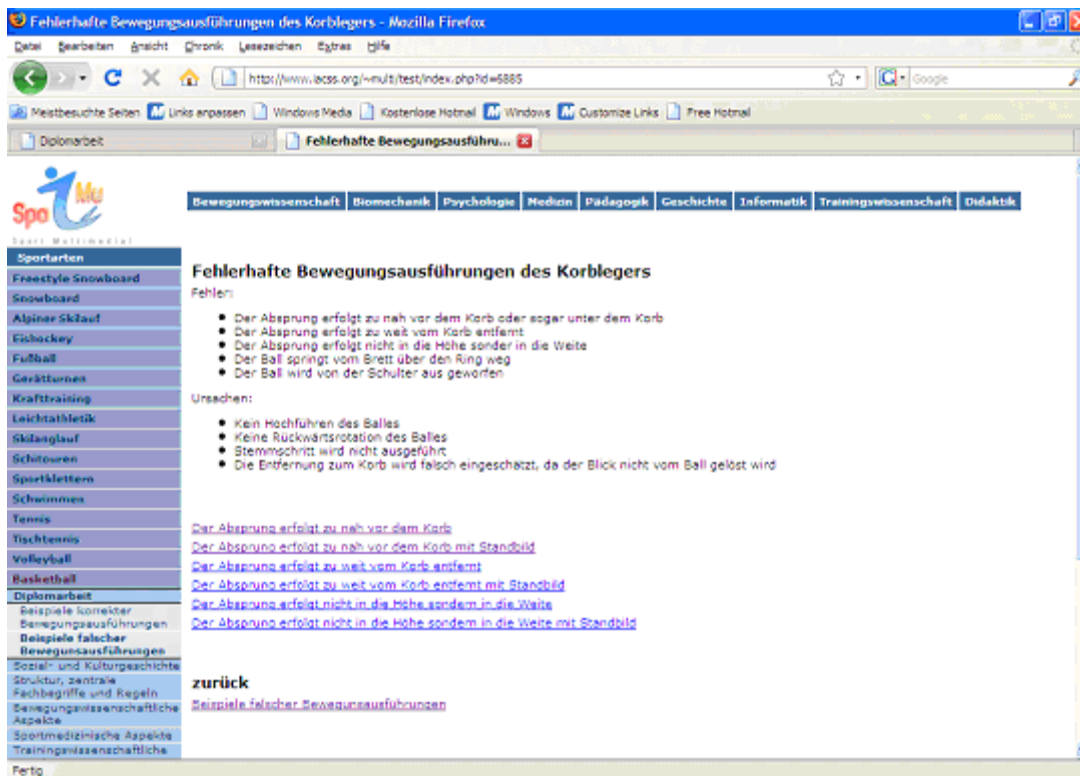 Fehlerhafte Bewegungsausführungen des Korblegers - Mozilla Firefox
Datei Bearbeiten Ansicht Chronik Lesezeichen Extras Hilfe
http://www.iacss.org/~multi/test/index.php?id=6885
Google
Meistbesuchte Seiten Links anpassen Windows Media Kostenlose Hotmail Windows Customize Links Free Hotmail
Diplomarbeit Fehlerhafte Bewegungsausführu...
Spo i Mu
Sport Multimedial
Bewegungswissenschaft Biomechanik Psychologie Medizin Pädagogik Geschichte Informatik Trainingswissenschaft Didaktik
Sportarten
Freestyle Snowboard
Snowboard
Alpiner Skilauf
Eishockey
Fußball
Gerätturnen
Krafttraining
Leichtathletik
Skilanglauf
Schitouren
Sportklettern
Schwimmen
Tennis
Tischtennis
Volleyball
Basketball
Diplomarbeit
Beispiele korrekter
Bewegungsausführungen
Beispiele falscher
Bewegunsausführungen
Sozial- und Kulturgeschichte
Struktur, zentrale
Fachbegriffe und Regeln
Bewegungswissenschaftliche
Aspekte
Sportmedizinische Aspekte
Trainingswissenschaftliche
Fehlerhafte Bewegungsausführungen des Korblegers
Fehler:
Der Absprung erfolgt zu nah vor dem Korb oder sogar unter dem Korb
Der Absprung erfolgt zu weit vom Korb entfernt
Der Absprung erfolgt nicht in die Höhe sonder in die Weite
Der Ball springt vom Brett über den Ring weg
Der Ball wird von der Schulter aus geworfen
Ursachen:
Kein Hochführen des Balles
Keine Rückwärtsrotation des Balles
Stemmschritt wird nicht ausgeführt
Die Entfernung zum Korb wird falsch eingeschätzt, da der Blick nicht vom Ball gelöst wird
Der Absprung erfolgt zu nah vor dem Korb
Der Absprung erfolgt zu nah vor dem Korb mit Standbild
Der Absprung erfolgt zu weit vom Korb entfernt
Der Absprung erfolgt zu weit vom Korb entfernt mit Standbild
Der Absprung erfolgt nicht in die Höhe sondern in die Weite
Der Absprung erfolgt nicht in die Höhe sondern in die Weite mit Standbild
zurück
Beispiele falscher Bewegunsausführungen
Fertig